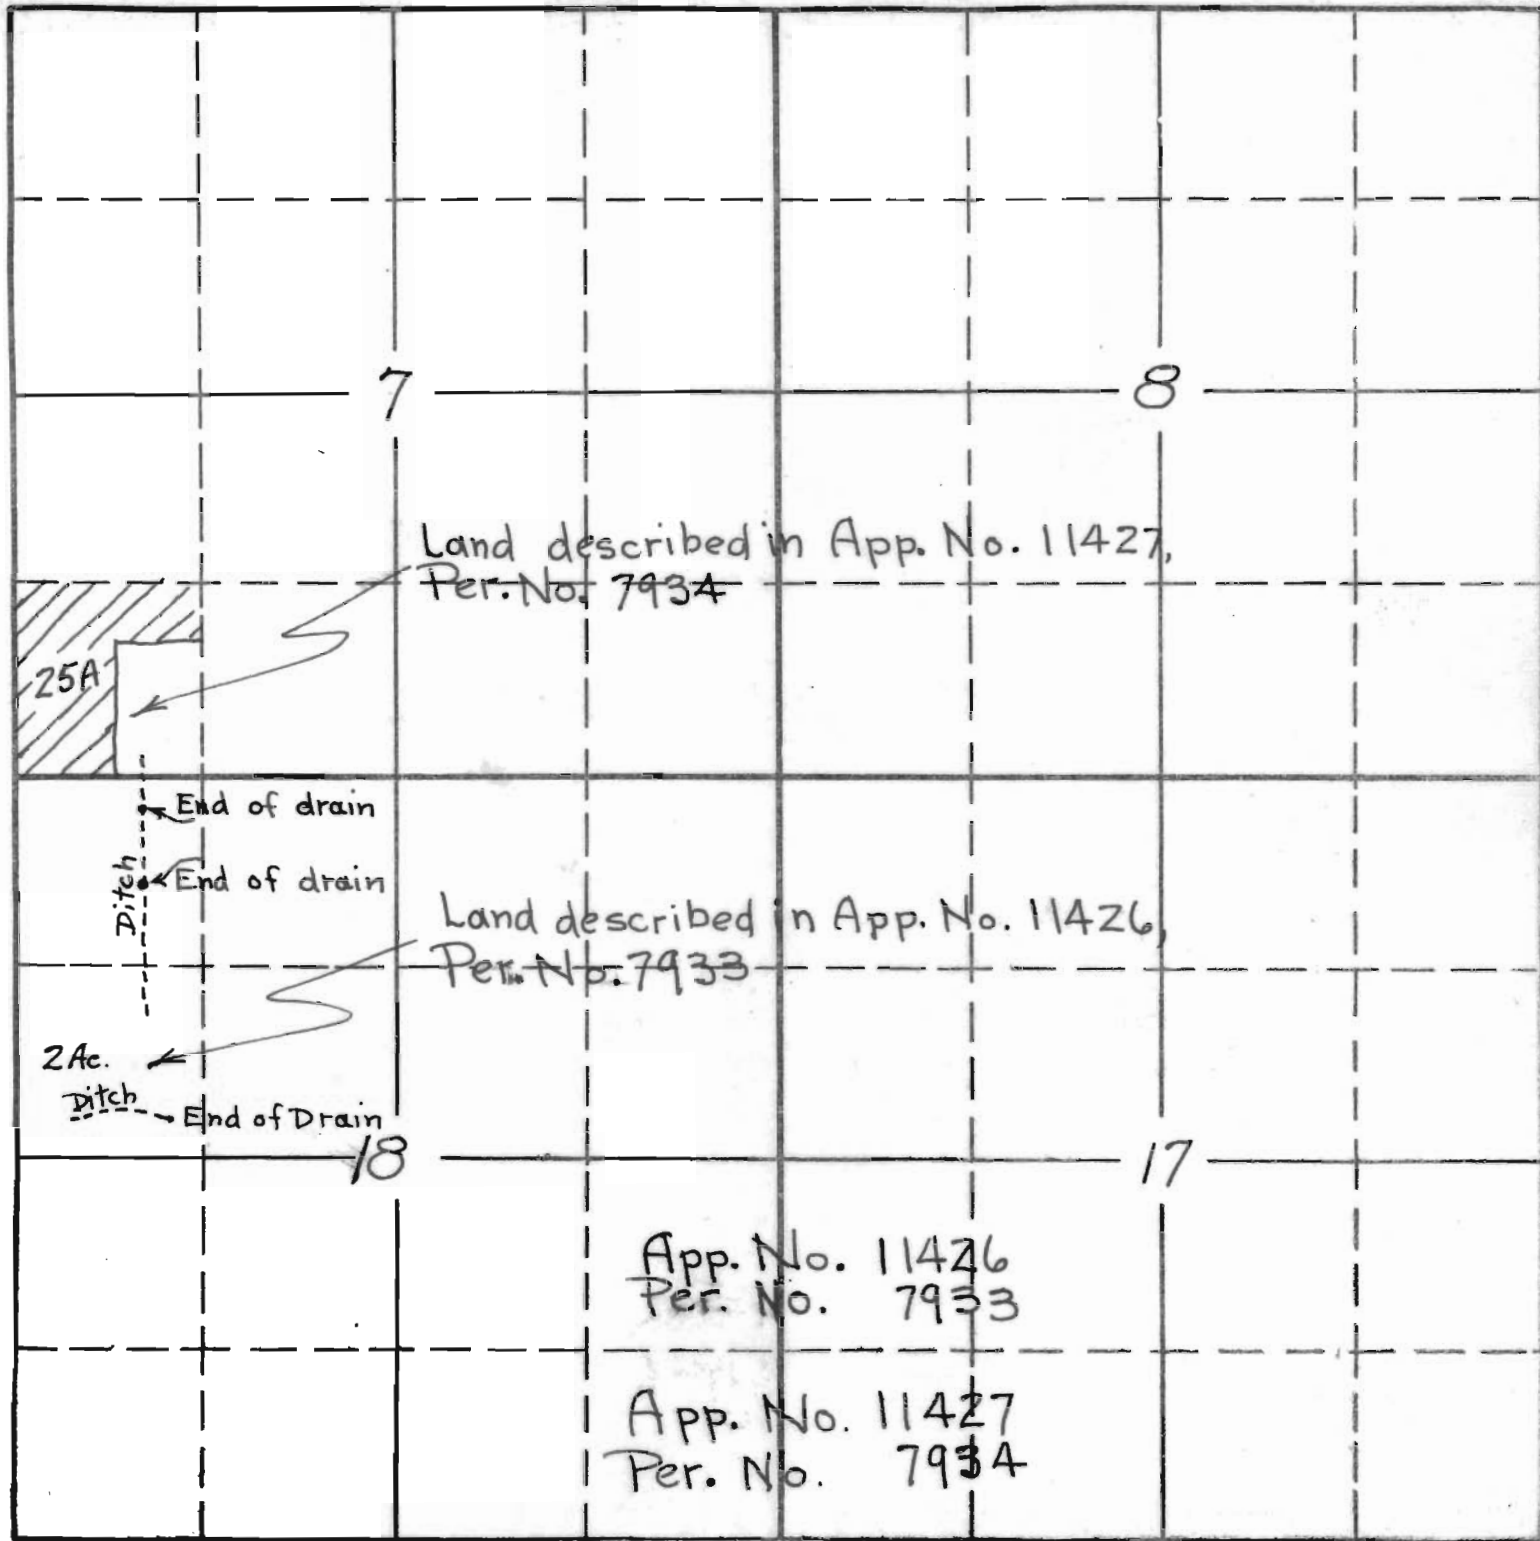 7
8
Land described in App. No. 11427,
Per. No. 7934
25A
End of drain
Ditch
End of drain
Land described in App. No. 11426,
Per. No. 7933
2 Ac.
Ditch
End of Drain
18
17
App. No. 11426
Per. No. 7933
App. No. 11427
Per. No. 7934